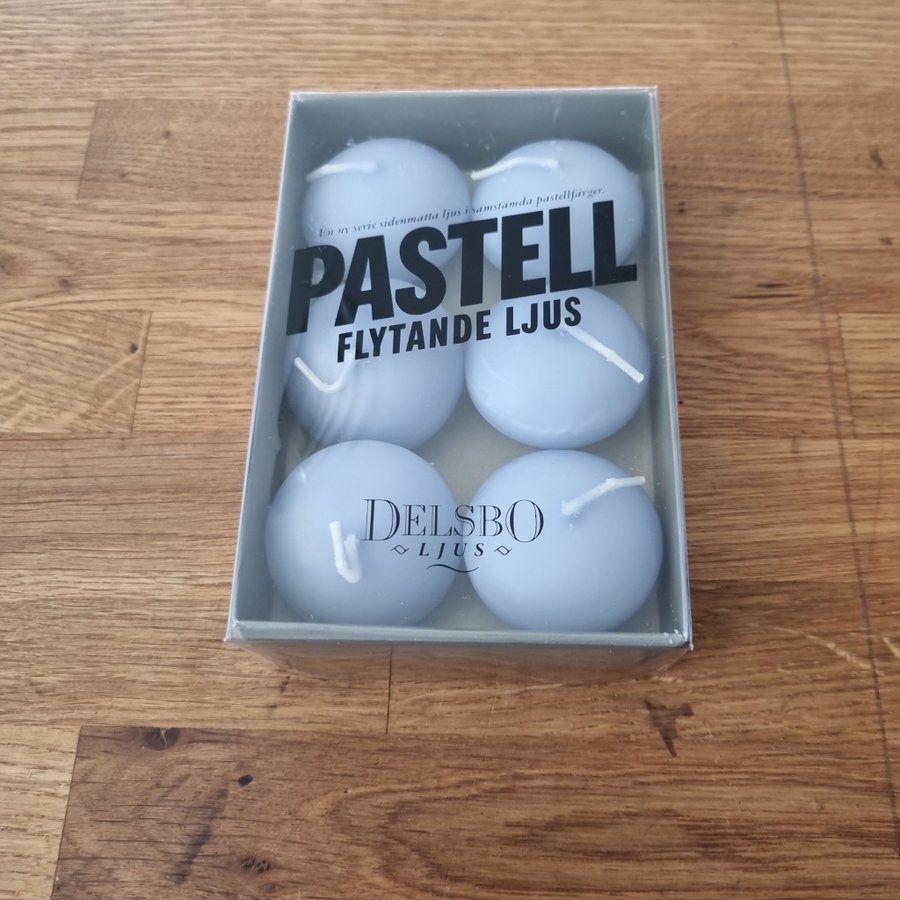 En ny serie sidenmatta ljus i samstämda pastellfärger.
PASTELL
FLYTANDE LJUS
DELSBO
LJUS